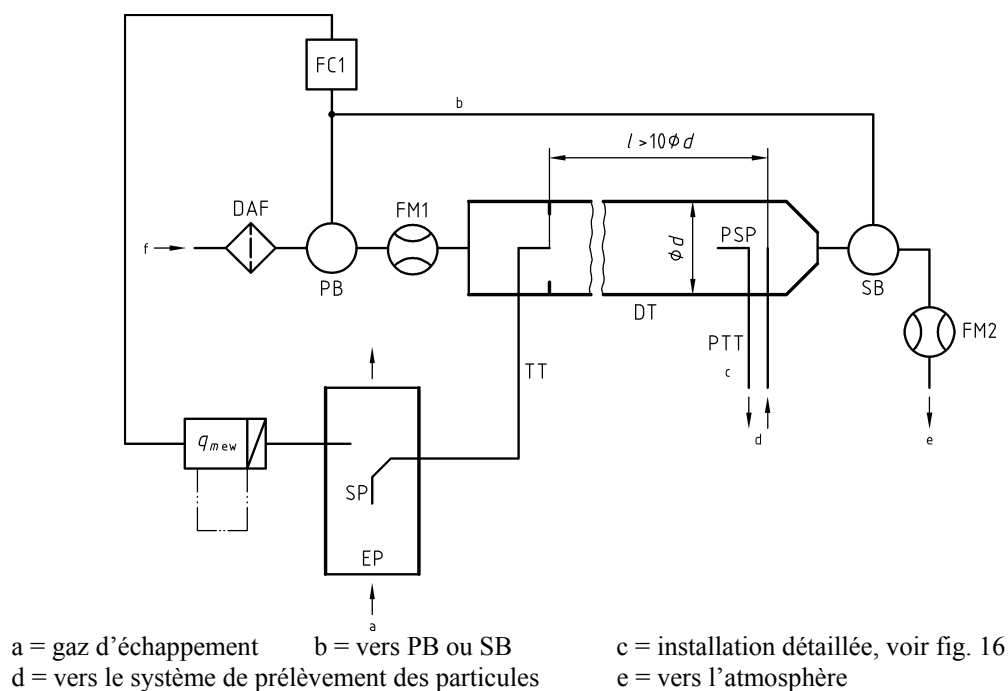 FC1
b
l > 10 Φ d
DAF
FM1
f
PB
Φ d
PSP
SB
DT
FM2
PTT
TT
c
d
e
q mew
SP
EP
a
a = gaz d’échappement b = vers PB ou SB c = installation détaillée, voir fig. 16
d = vers le système de prélèvement des particules e = vers l’atmosphère